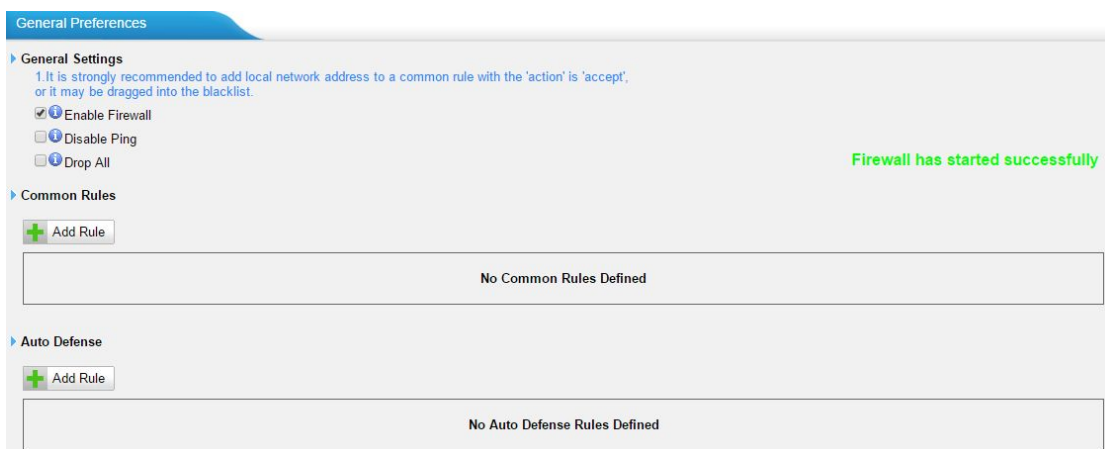 General Preferences
General Settings
1.It is strongly recommended to add local network address to a common rule with the 'action' is 'accept',
or it may be dragged into the blacklist.
Enable Firewall
Disable Ping
Drop All
Firewall has started successfully
Common Rules
Add Rule
No Common Rules Defined
Auto Defense
Add Rule
No Auto Defense Rules Defined